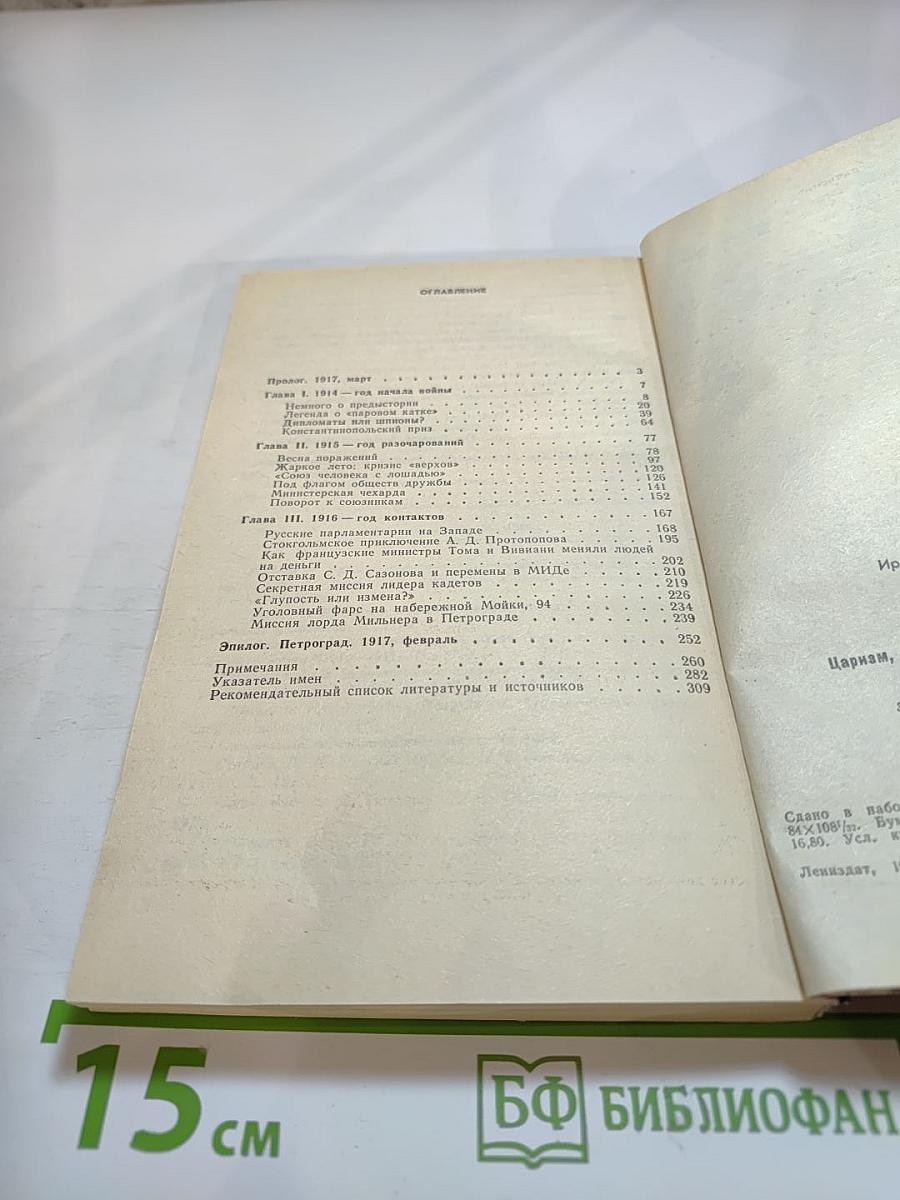 ОГЛАВЛЕНИЕ
Пролог. 1917, март . . . . . . . . . . . . . . . 3
Глава I. 1914 — год начала войны . . . . . . . . . . 7
Немного о предыстории . . . . . . . . . . . . 8
Легенда о «паровом катке» . . . . . . . . . . . 20
Дипломаты или шпионы? . . . . . . . . . . . . 39
Константинопольский приз . . . . . . . . . . . 64
Глава II. 1915 — год разочарований . . . . . . . . . 77
Весна поражений . . . . . . . . . . . . . . 78
Жаркое лето: кризис «верхов» . . . . . . . . . . 97
«Союз человека с лошадью» . . . . . . . . . . . 120
Под флагом обществ дружбы . . . . . . . . . . . 126
Министерская чехарда . . . . . . . . . . . . 141
Поворот к союзникам . . . . . . . . . . . . . 152
Глава III. 1916 — год контактов . . . . . . . . . . 167
Русские парламентарии на Западе . . . . . . . . . 168
Стокгольмское приключение А. Д. Протопопова . . . . . 195
Как французские министры Тома и Вивиани меняли людей
на деньги . . . . . . . . . . . . . . . . 202
Отставка С. Д. Сазонова и перемены в МИДе . . . . . 210
Секретная миссия лидера кадетов . . . . . . . . . 219
«Глупость или измена?» . . . . . . . . . . . . 226
Уголовный фарс на набережной Мойки, 94 . . . . . . 234
Миссия лорда Мильнера в Петрограде . . . . . . . . 239
Эпилог. Петроград. 1917, февраль . . . . . . . . . . 252
Примечания . . . . . . . . . . . . . . . . . 260
Указатель имен . . . . . . . . . . . . . . . . 282
Рекомендательный список литературы и источников . . . . . 309
Ир
Царизм,
Сдано в набо
84×108¹/₃₂. Бум
16,80. Усл. к
Лениздат, 1
15 см
БФ БИБЛИОФАН